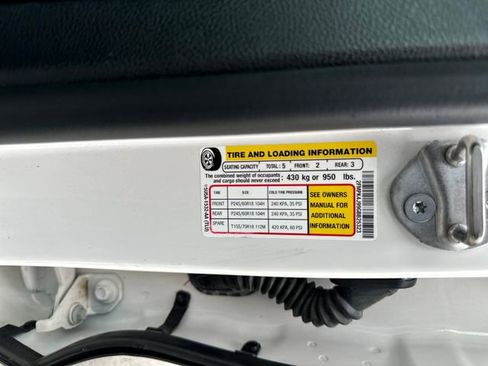 TIRE AND LOADING INFORMATION
SEATING CAPACITY TOTAL: 5 FRONT: 2 REAR: 3
The combined weight of occupants and cargo should never exceed : 430 kg or 950 lbs.
TIRE SIZE COLD TIRE PRESSURE
FRONT P245/60R18 104H 240 KPA, 35 PSI
REAR P245/60R18 104H 240 KPA, 35 PSI
SPARE T155/70R18 112M 420 KPA, 60 PSI
SEE OWNERS
MANUAL FOR
ADDITIONAL
INFORMATION